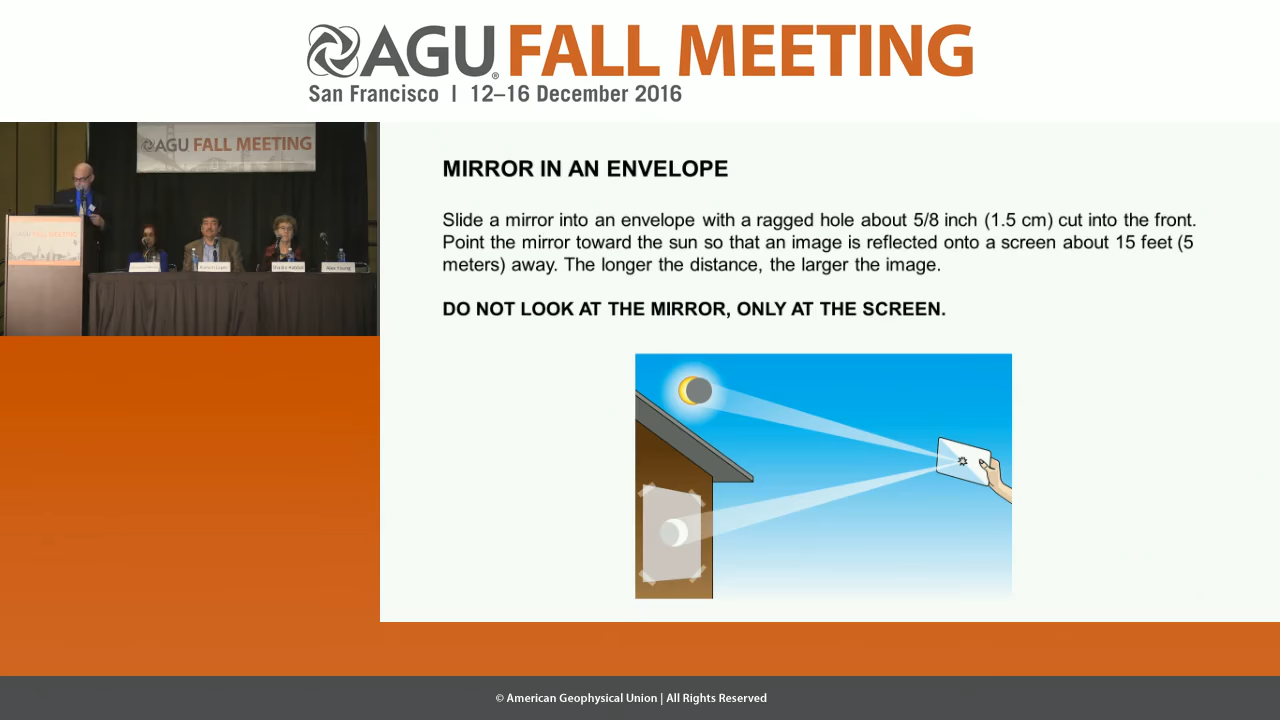 AGU FALL MEETING
San Francisco | 12–16 December 2016
AGU FALL MEETING
AGU FALL MEETING
MIRROR IN AN ENVELOPE
Slide a mirror into an envelope with a ragged hole about 5/8 inch (1.5 cm) cut into the front.
Point the mirror toward the sun so that an image is reflected onto a screen about 15 feet (5
meters) away. The longer the distance, the larger the image.
DO NOT LOOK AT THE MIRROR, ONLY AT THE SCREEN.
© American Geophysical Union | All Rights Reserved